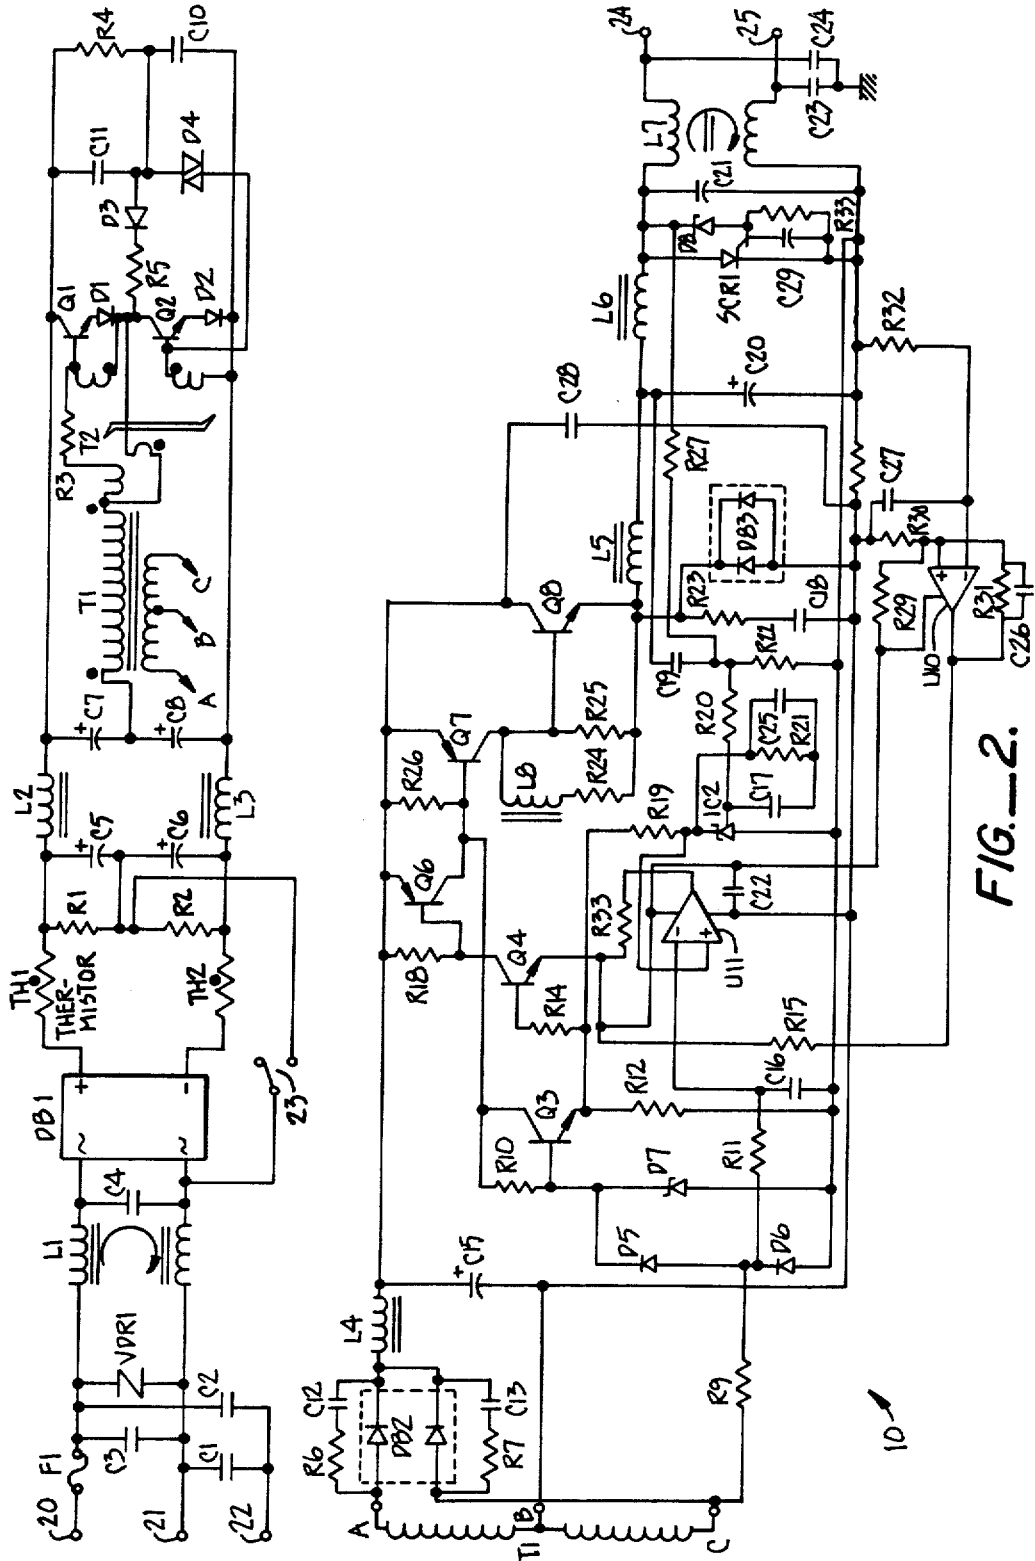 20
F1
21
22
C3
C1
C2
VDR1
L1
C4
DB1
~
~
+
-
23
TH1
THER-
MISTOR
TH2
R1
R2
C5
C6
L2
L3
C7
C8
A
B
C
T1
R3
T2
Q1
D1
R5
Q2
D2
D3
C11
D4
R4
C10
A
T1
B
C
R6
C12
DB2
R7
C13
L4
C15
R9
D5
D6
D7
R10
R11
Q3
R12
C16
R14
R15
R18
Q4
Q6
R33
U11
R26
Q7
C22
R19
IC2
C17
L8
R24
R25
C25
R21
R20
C19
R22
Q8
L5
R23
C18
DB3
R27
C28
L6
C20
SCR1
D8
C29
R33
C21
L7
24
25
C23
C24
R29
U10
R30
C27
R31
C26
R32
10
FIG._2.